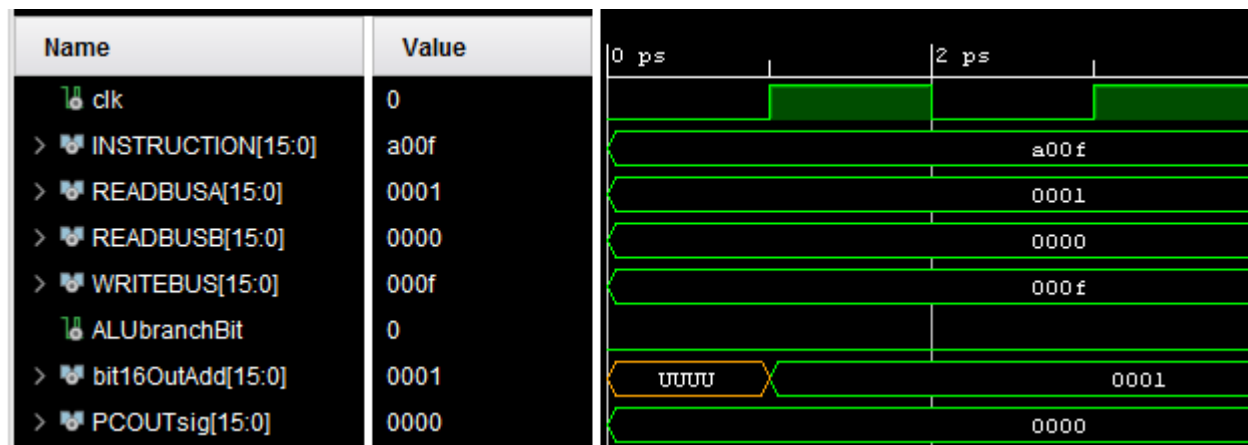 Name Value 0 ps 2 ps
clk 0
> INSTRUCTION[15:0] a00f a00f
> READBUSA[15:0] 0001 0001
> READBUSB[15:0] 0000 0000
> WRITEBUS[15:0] 000f 000f
ALUbranchBit 0
> bit16OutAdd[15:0] 0001 UUUU 0001
> PCOUTsig[15:0] 0000 0000